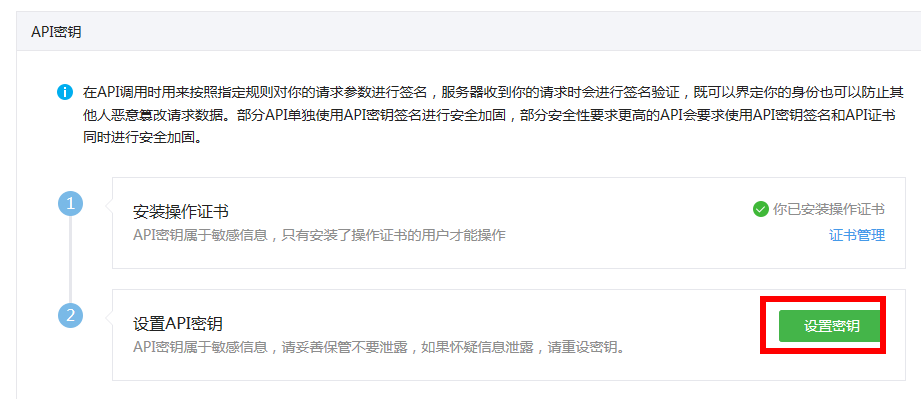 API密钥
在API调用时用来按照指定规则对你的请求参数进行签名，服务器收到你的请求时会进行签名验证，既可以界定你的身份也可以防止其
他人恶意篡改请求数据。部分API单独使用API密钥签名进行安全加固，部分安全性要求更高的API会要求使用API密钥签名和API证书
同时进行安全加固。
1
安装操作证书
你已安装操作证书
API密钥属于敏感信息，只有安装了操作证书的用户才能操作
证书管理
2
设置API密钥
设置密钥
API密钥属于敏感信息，请妥善保管不要泄露，如果怀疑信息泄露，请重设密钥。